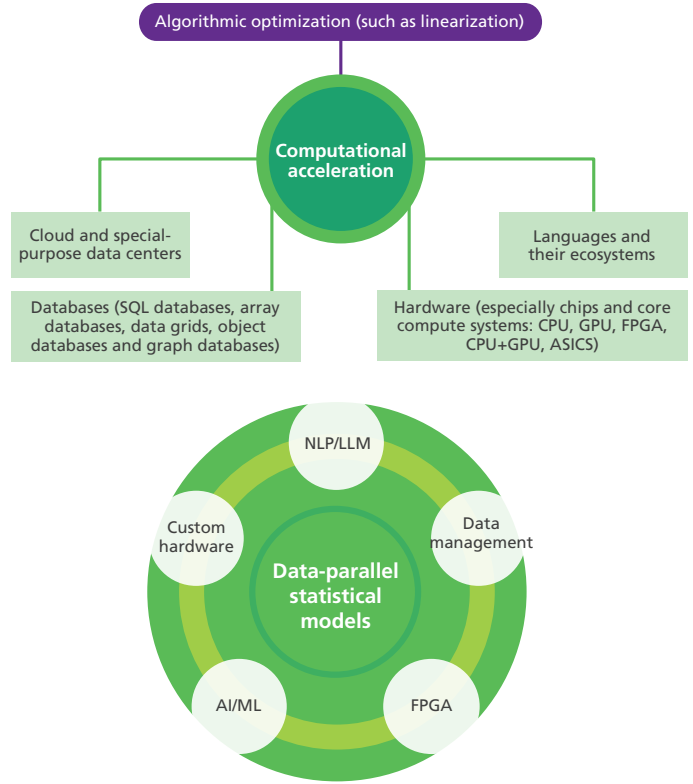 Algorithmic optimization (such as linearization)
Computational
acceleration
Cloud and special-
purpose data centers
Languages and
their ecosystems
Databases (SQL databases, array
databases, data grids, object
databases and graph databases)
Hardware (especially chips and core
compute systems: CPU, GPU, FPGA,
CPU+GPU, ASICS)
NLP/LLM
Custom
hardware
Data
management
Data-parallel
statistical
models
AI/ML
FPGA